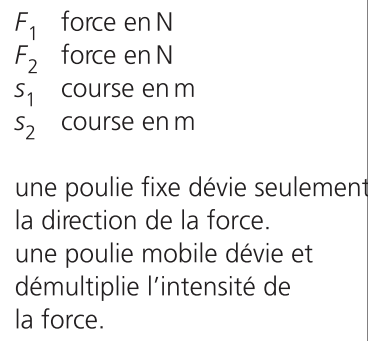 F₁ force en N
F₂ force en N
s₁ course en m
s₂ course en m
une poulie fixe dévie seulement
la direction de la force.
une poulie mobile dévie et
démultiplie l’intensité de
la force.